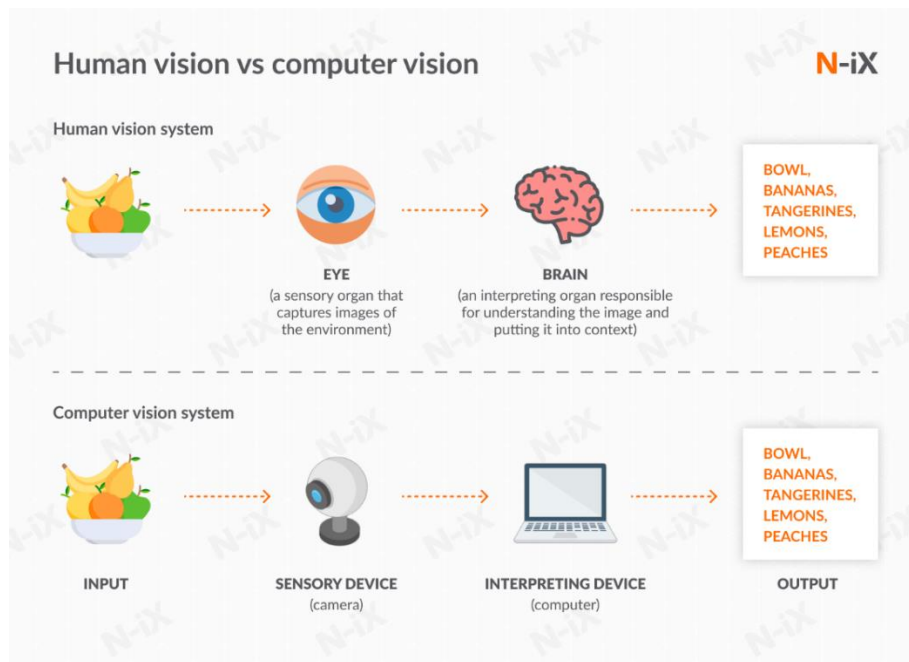 Human vision vs computer vision
N-iX
Human vision system
BOWL,
BANANAS,
TANGERINES,
LEMONS,
PEACHES
EYE
(a sensory organ that
captures images of
the environment)
BRAIN
(an interpreting organ responsible
for understanding the image and
putting it into context)
Computer vision system
BOWL,
BANANAS,
TANGERINES,
LEMONS,
PEACHES
INPUT
SENSORY DEVICE
(camera)
INTERPRETING DEVICE
(computer)
OUTPUT